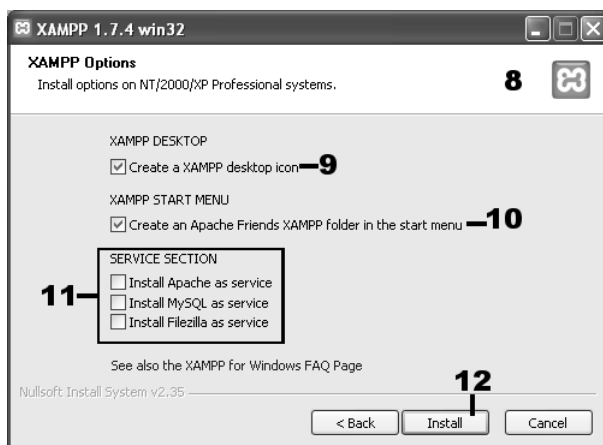 XAMPP 1.7.4 win32
XAMPP Options
Install options on NT/2000/XP Professional systems.
8
XAMPP DESKTOP
Create a XAMPP desktop icon 9
XAMPP START MENU
Create an Apache Friends XAMPP folder in the start menu 10
SERVICE SECTION
11
Install Apache as service
Install MySQL as service
Install Filezilla as service
See also the XAMPP for Windows FAQ Page
12
Nullsoft Install System v2.35
< Back Install Cancel